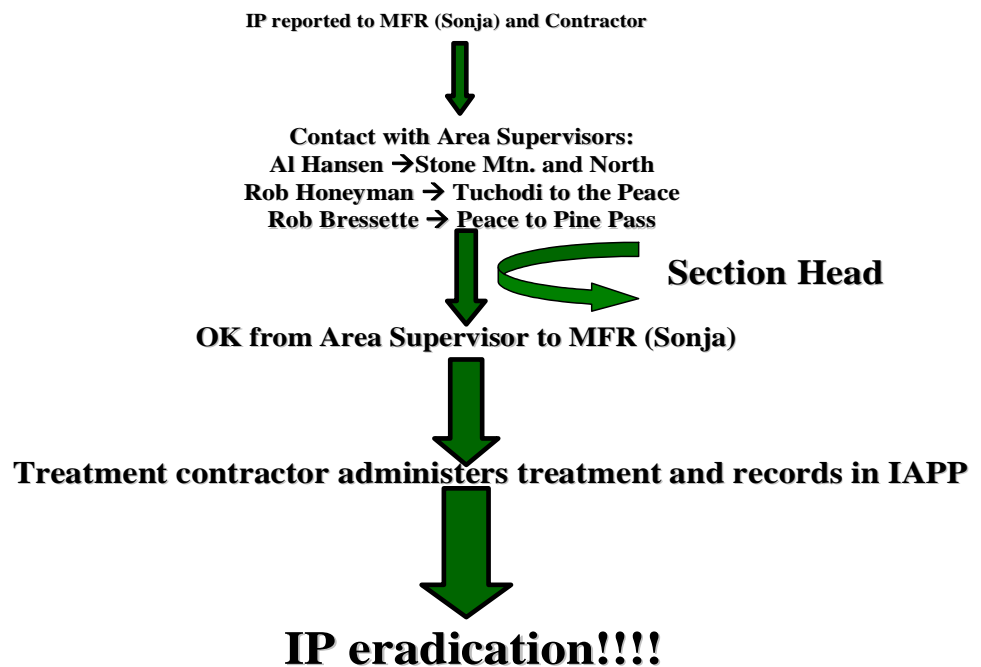 IP reported to MFR (Sonja) and Contractor
Contact with Area Supervisors:
Al Hansen →Stone Mtn. and North
Rob Honeyman → Tuchodi to the Peace
Rob Bressette → Peace to Pine Pass
Section Head
OK from Area Supervisor to MFR (Sonja)
Treatment contractor administers treatment and records in IAPP
IP eradication!!!!